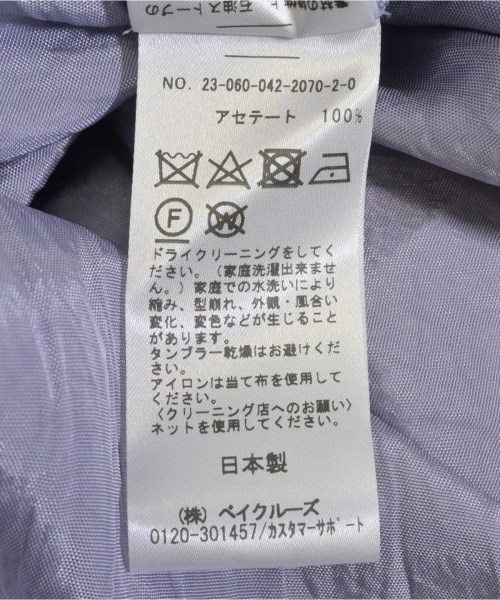 石油ストーブの
NO. 23-060-042-2070-2-0
アセテート 100%
F W
ドライクリーニングをしてく
ださい。(家庭洗濯出来ませ
ん。)家庭での水洗いにより
縮み、型崩れ、外観・風合い
変化、変色などが生じること
があります。
タンブラー乾燥はお避けくだ
さい。
アイロンは当て布を使用して
ください。
〈クリーニング店へのお願い〉
ネットを使用してください。
日本製
(株) ベイクルーズ
0120-301457/カスタマーサポート